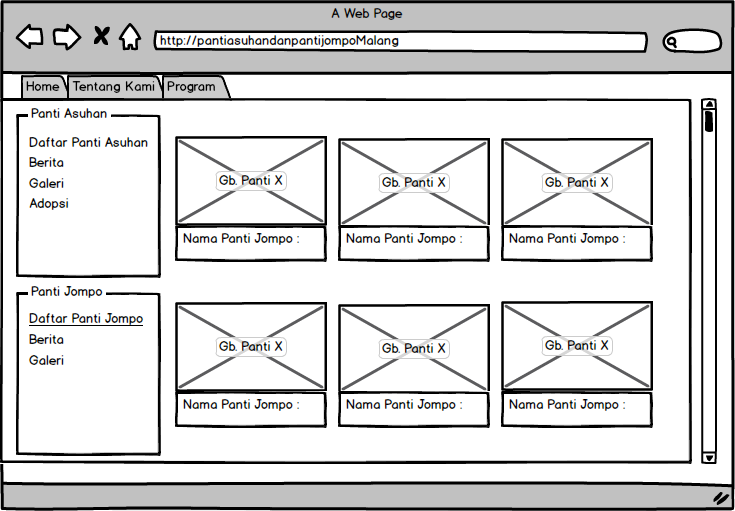 A Web Page
http://pantiasuhandanpantijompoMalang
Home Tentang Kami Program
Panti Asuhan
Daftar Panti Asuhan
Berita
Galeri
Adopsi
Gb. Panti X Gb. Panti X Gb. Panti X
Nama Panti Jompo : Nama Panti Jompo : Nama Panti Jompo :
Panti Jompo
Daftar Panti Jompo
Berita
Galeri
Gb. Panti X Gb. Panti X Gb. Panti X
Nama Panti Jompo : Nama Panti Jompo : Nama Panti Jompo :